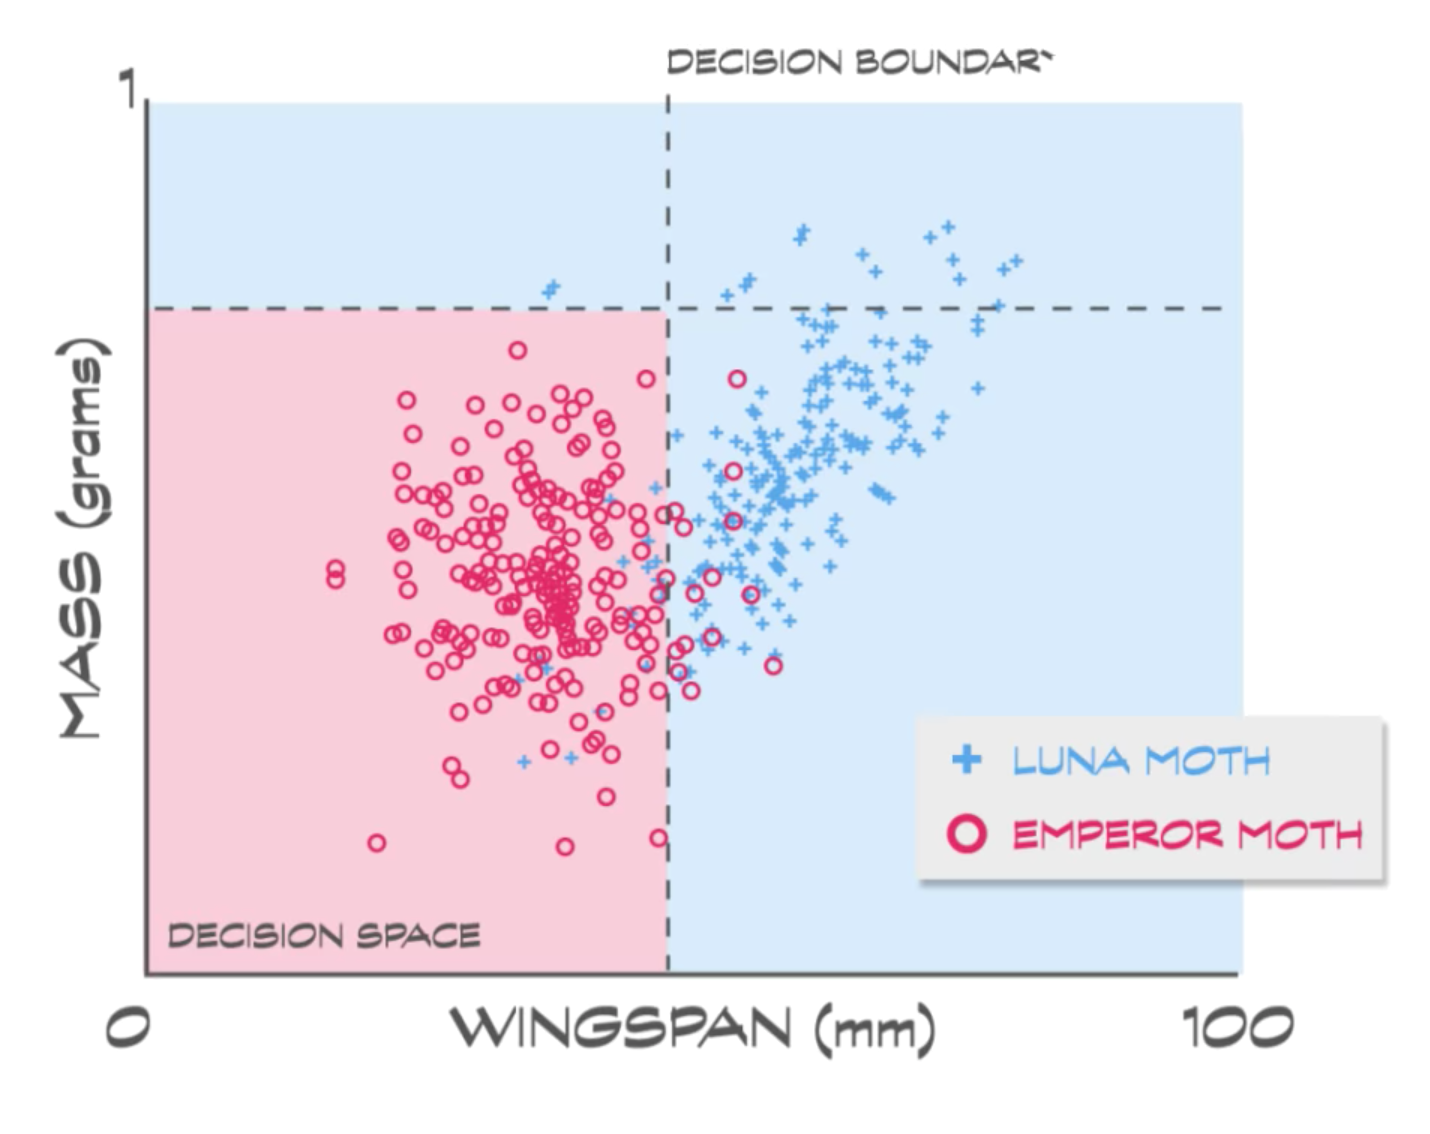 DECISION BOUNDAR
1
MASS (grams)
LUNA MOTH
EMPEROR MOTH
DECISION SPACE
0
WINGSPAN (mm)
100